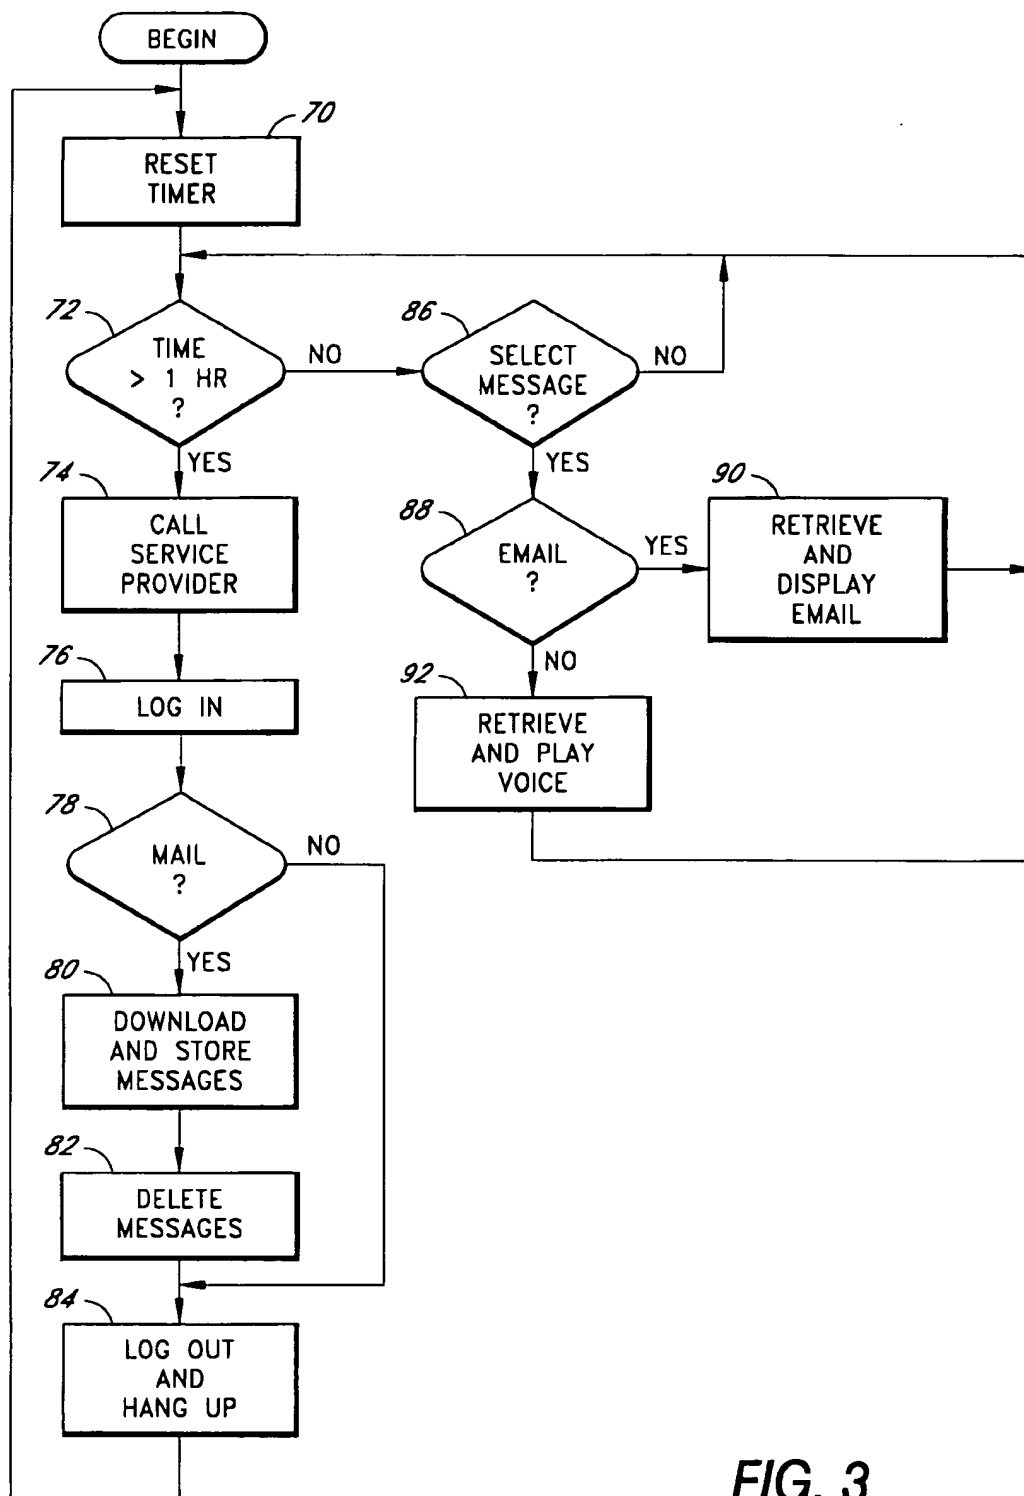 BEGIN
70
RESET
TIMER
72
TIME
> 1 HR
?
NO
YES
86
SELECT
MESSAGE
?
NO
YES
74
CALL
SERVICE
PROVIDER
88
EMAIL
?
YES
NO
90
RETRIEVE
AND
DISPLAY
EMAIL
76
LOG IN
92
RETRIEVE
AND PLAY
VOICE
78
MAIL
?
NO
YES
80
DOWNLOAD
AND STORE
MESSAGES
82
DELETE
MESSAGES
84
LOG OUT
AND
HANG UP
FIG. 3